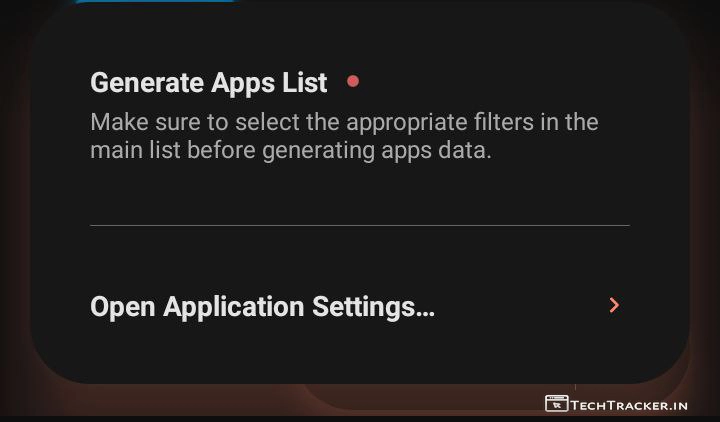 Generate Apps List
Make sure to select the appropriate filters in the
main list before generating apps data.
Open Application Settings...
TECHTRACKER.IN